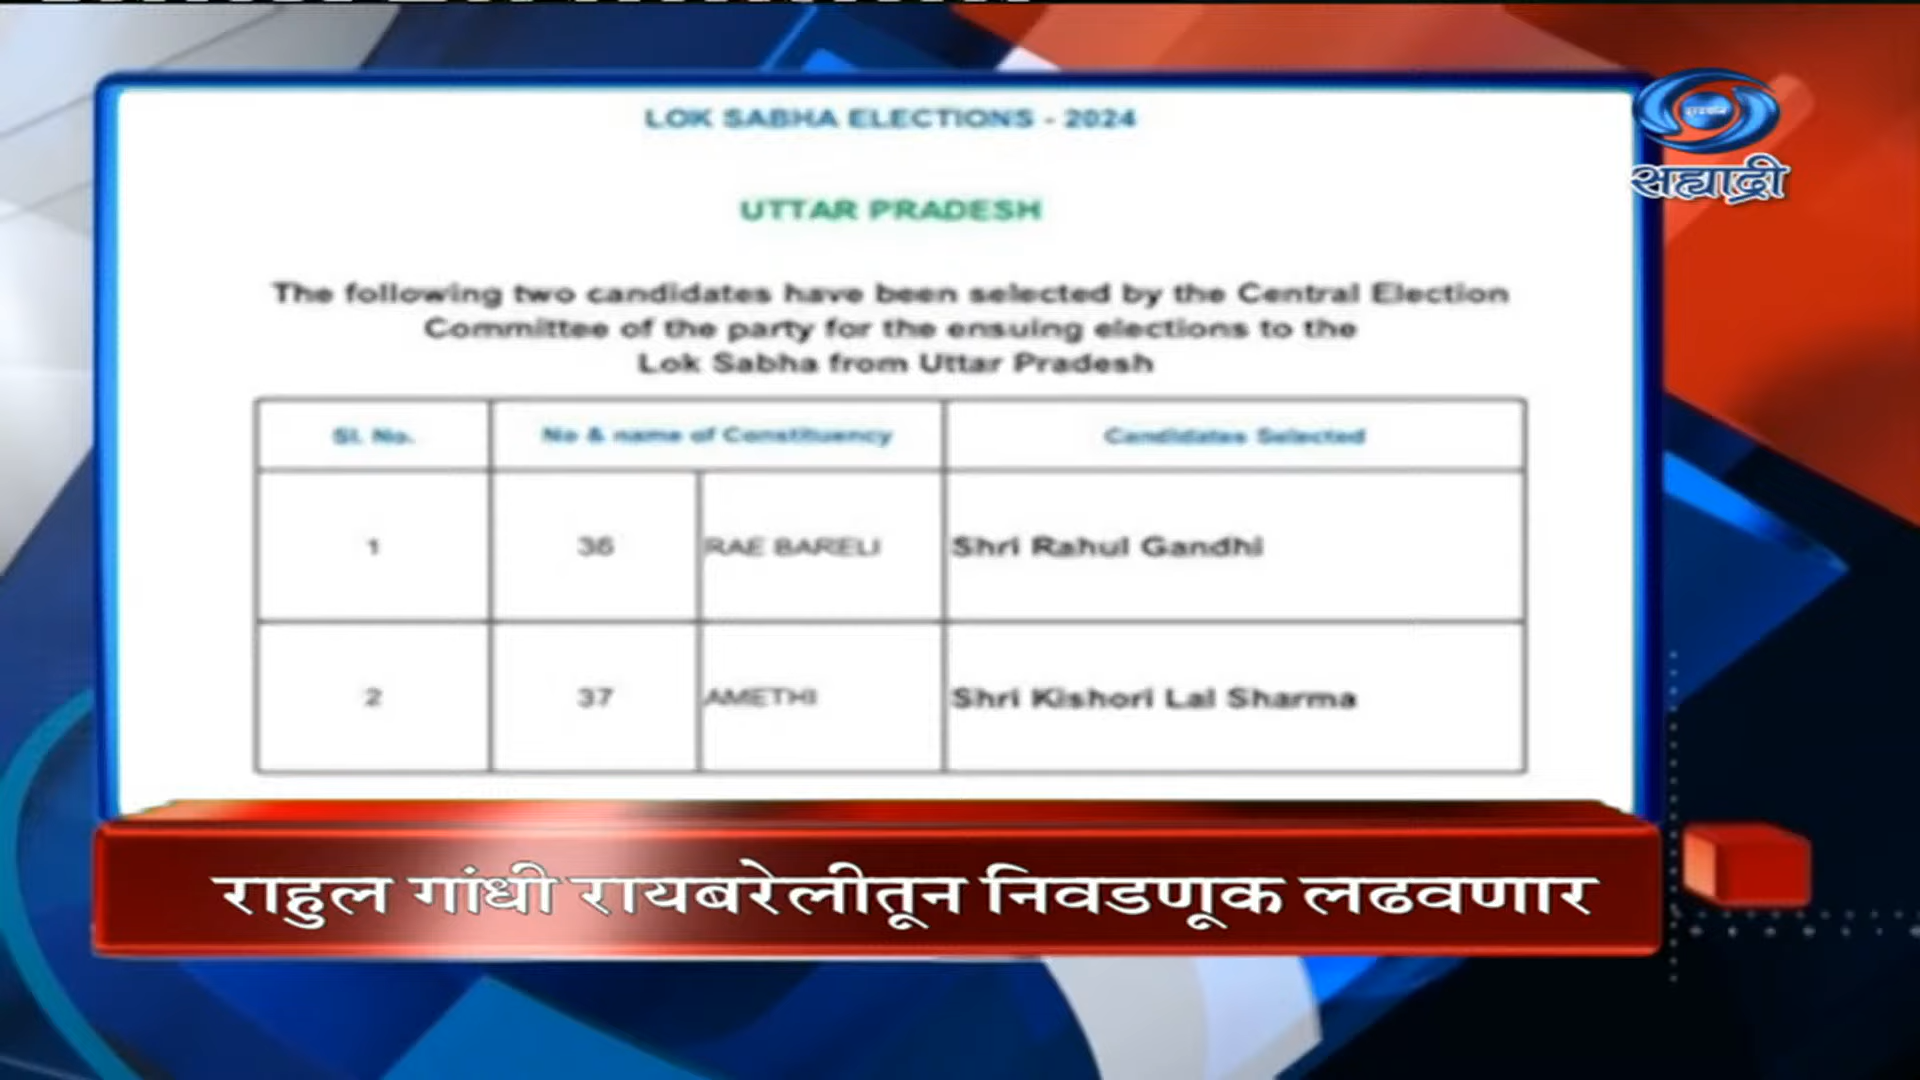 LOK SABHA ELECTIONS - 2024
सह्याद्री
UTTAR PRADESH
The following two candidates have been selected by the Central Election
Committee of the party for the ensuing elections to the
Lok Sabha from Uttar Pradesh
Sl. No. No & name of Constituency Candidates Selected
1 36 RAE BARELI Shri Rahul Gandhi
2 37 AMETHI Shri Kishori Lal Sharma
राहुल गांधी रायबरेलीतून निवडणूक लढवणार